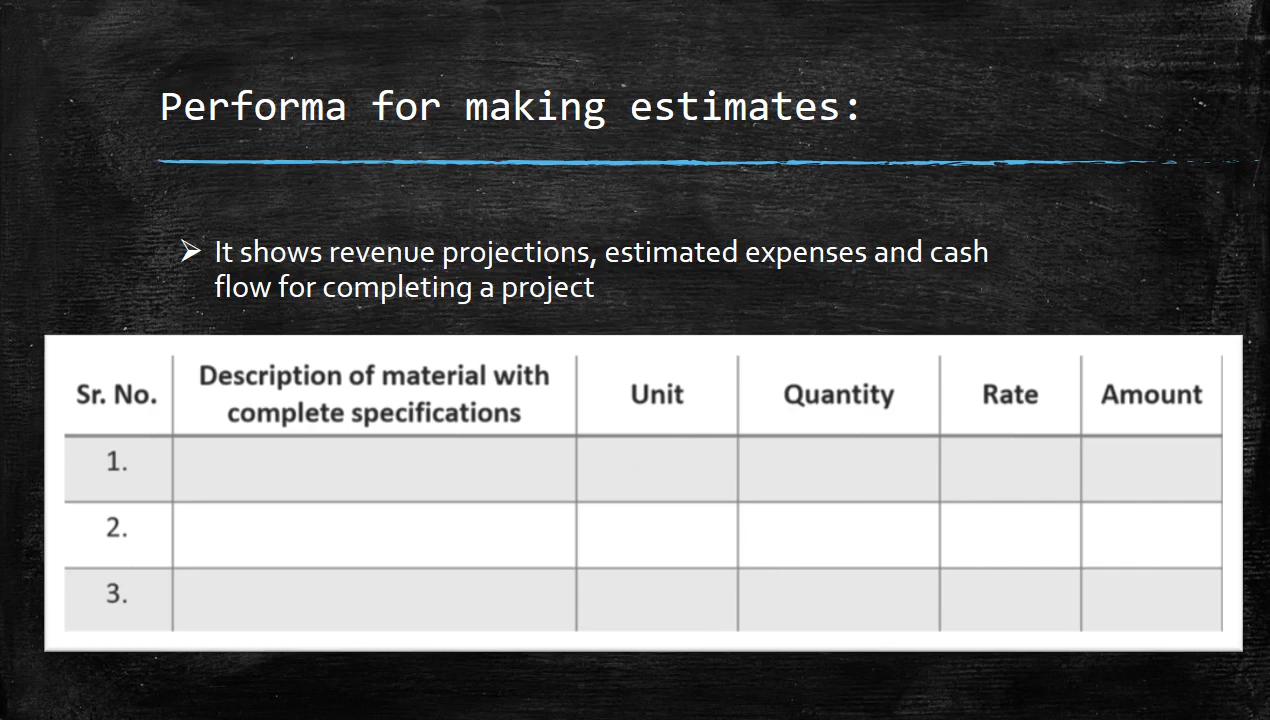 Performa for making estimates:
➢ It shows revenue projections, estimated expenses and cash
flow for completing a project
Sr. No. Description of material with complete specifications Unit Quantity Rate Amount
1.
2.
3.